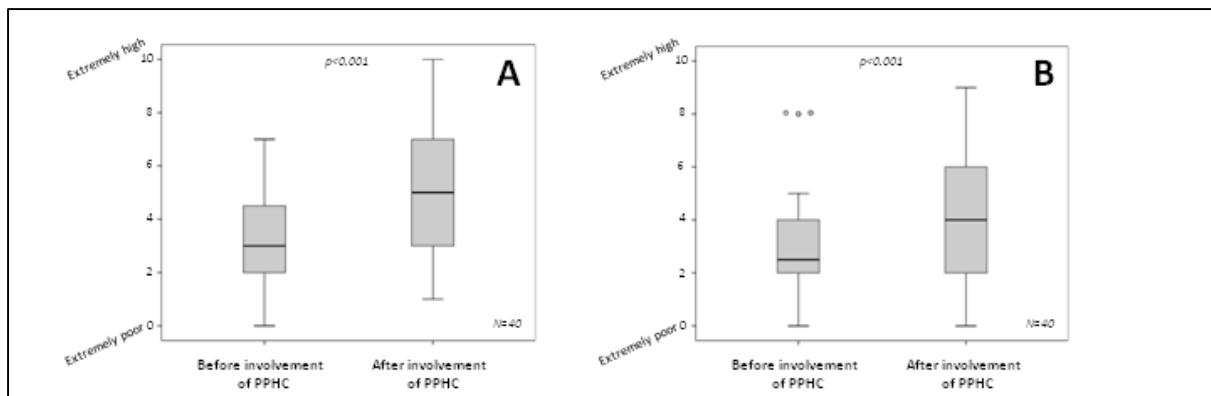 Extremely high
10
8
6
4
2
0
Extremely poor
p<0.001
A
N=40
Before involvement
of PPHC
After involvement
of PPHC
Extremely high
10
8
6
4
2
0
Extremely poor
p<0.001
B
N=40
Before involvement
of PPHC
After involvement
of PPHC